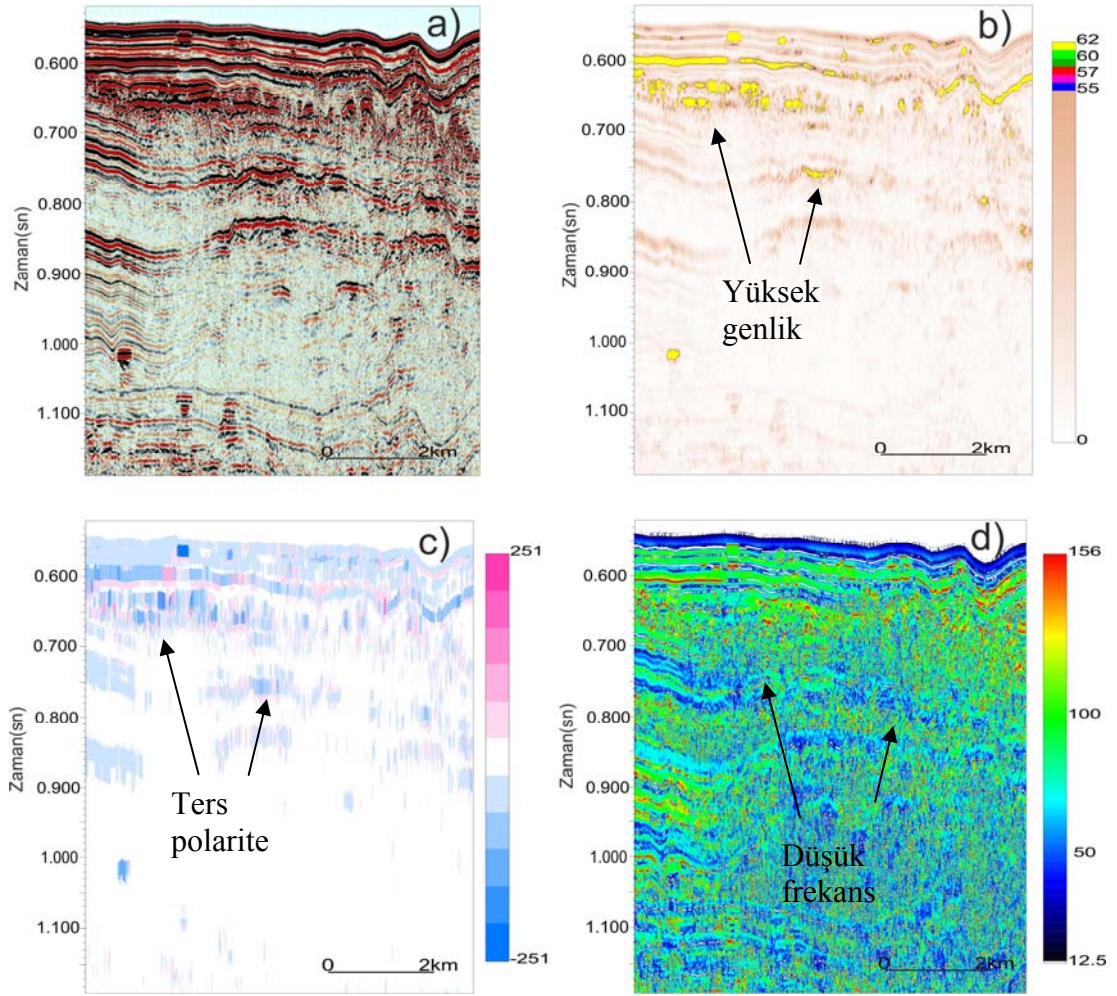 a)
Zaman(sn)
0.600
0.700
0.800
0.900
1.000
1.100
0 2km
b)
Zaman(sn)
0.600
0.700
0.800
0.900
1.000
1.100
Yüksek
genlik
0 2km
62
60
57
55
0
c)
Zaman(sn)
0.600
0.700
0.800
0.900
1.000
1.100
Ters
polarite
0 2km
251
-251
d)
Zaman(sn)
0.600
0.700
0.800
0.900
1.000
1.100
Düşük
frekans
0 2km
156
100
50
12.5